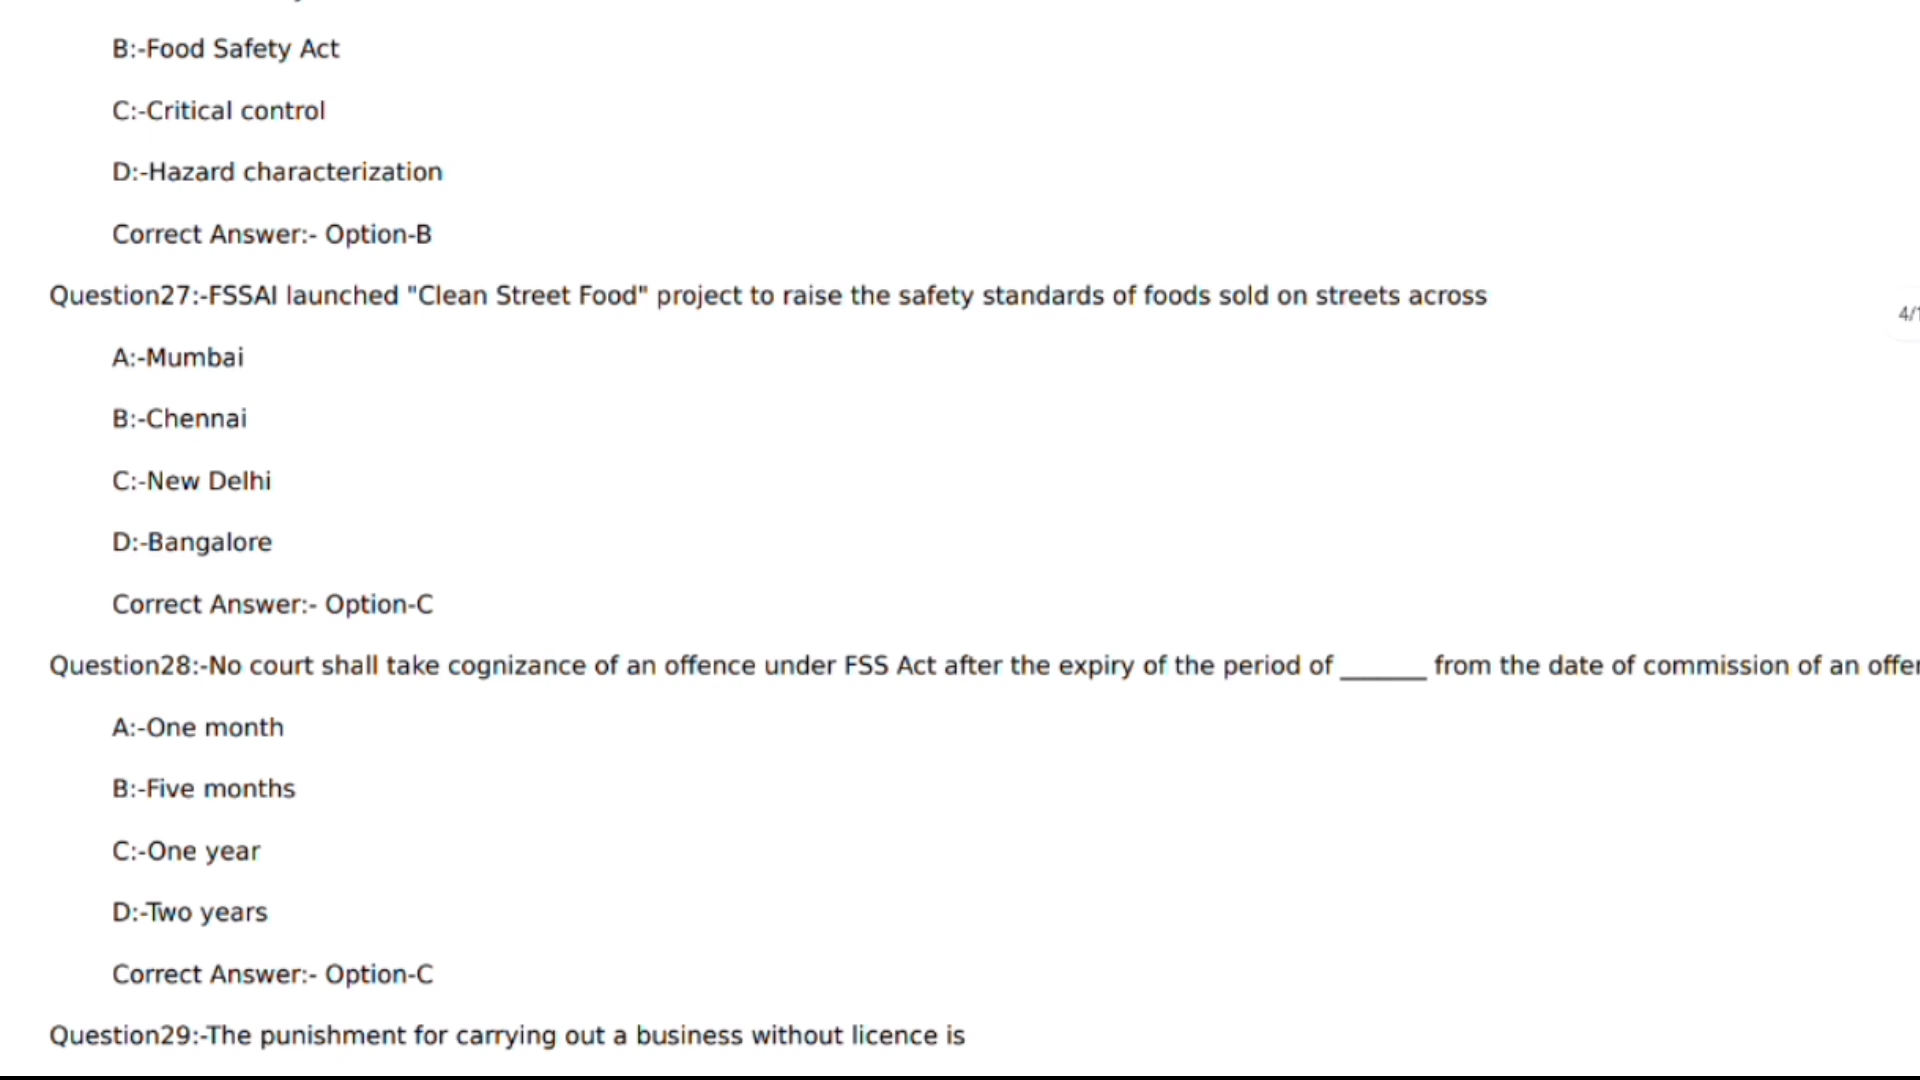 B:-Food Safety Act
C:-Critical control
D:-Hazard characterization
Correct Answer:- Option-B
Question27:-FSSAI launched "Clean Street Food" project to raise the safety standards of foods sold on streets across
4/1
A:-Mumbai
B:-Chennai
C:-New Delhi
D:-Bangalore
Correct Answer:- Option-C
Question28:-No court shall take cognizance of an offence under FSS Act after the expiry of the period of _______ from the date of commission of an offen
A:-One month
B:-Five months
C:-One year
D:-Two years
Correct Answer:- Option-C
Question29:-The punishment for carrying out a business without licence is